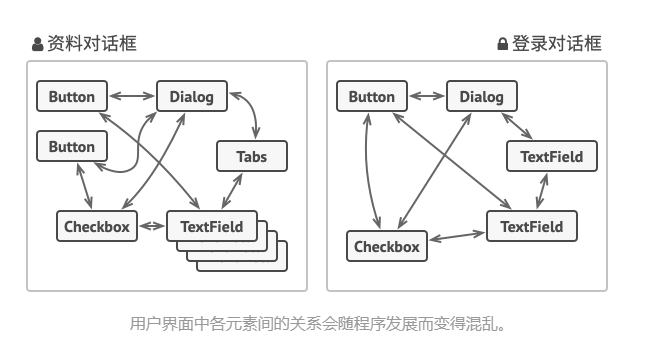 资料对话框
登录对话框
Button
Dialog
Button
Tabs
Checkbox
TextField
Button
Dialog
TextField
TextField
Checkbox
用户界面中各元素间的关系会随程序发展而变得混乱。